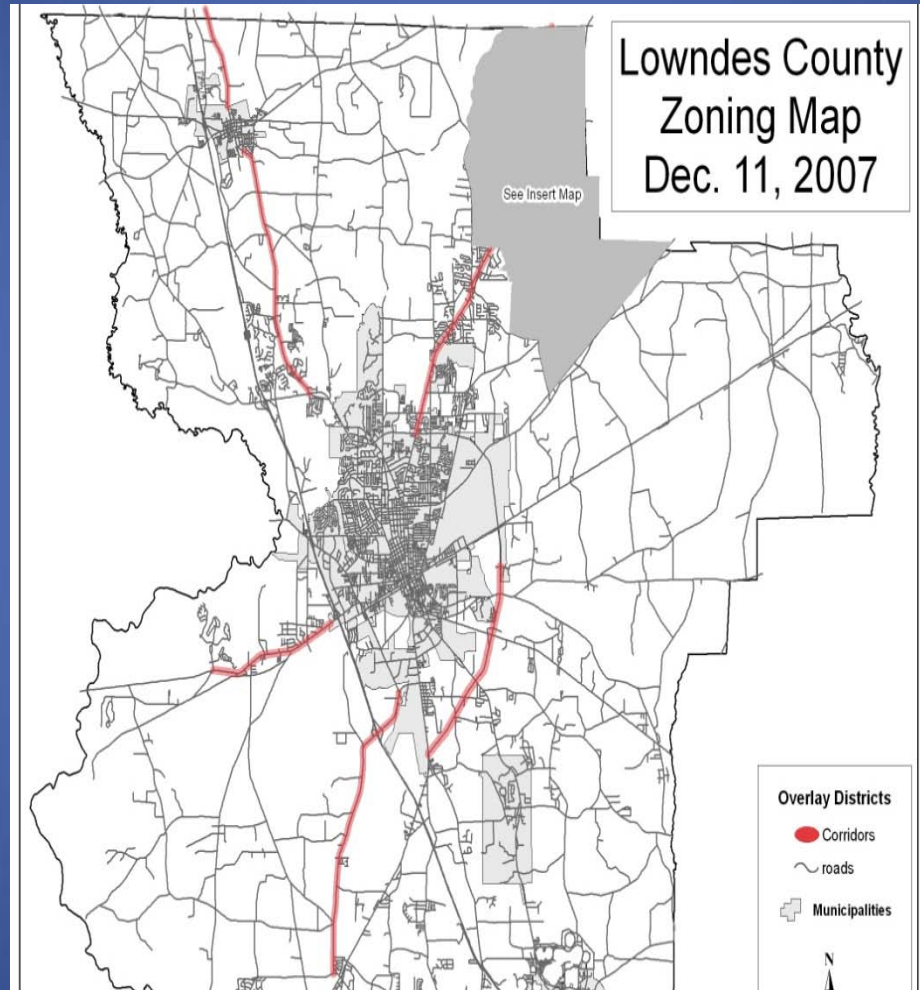 Lowndes County
Zoning Map
Dec. 11, 2007
See Insert Map
Overlay Districts
Corridors
roads
Municipalities
N